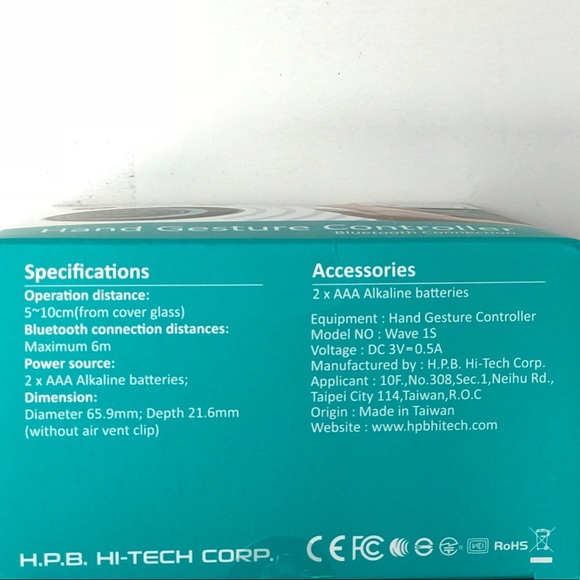 Hand Gesture Controller
Bluetooth Connection
Specifications
Operation distance:
5~10cm(from cover glass)
Bluetooth connection distances:
Maximum 6m
Power source:
2 x AAA Alkaline batteries;
Dimension:
Diameter 65.9mm; Depth 21.6mm
(without air vent clip)
Accessories
2 x AAA Alkaline batteries
Equipment : Hand Gesture Controller
Model NO : Wave 1S
Voltage : DC 3V⎓0.5A
Manufactured by : H.P.B. Hi-Tech Corp.
Applicant : 10F.,No.308,Sec.1,Neihu Rd.,
Taipei City 114,Taiwan,R.O.C
Origin : Made in Taiwan
Website : www.hpbhitech.com
H.P.B. HI-TECH CORP.
CE FC RoHS